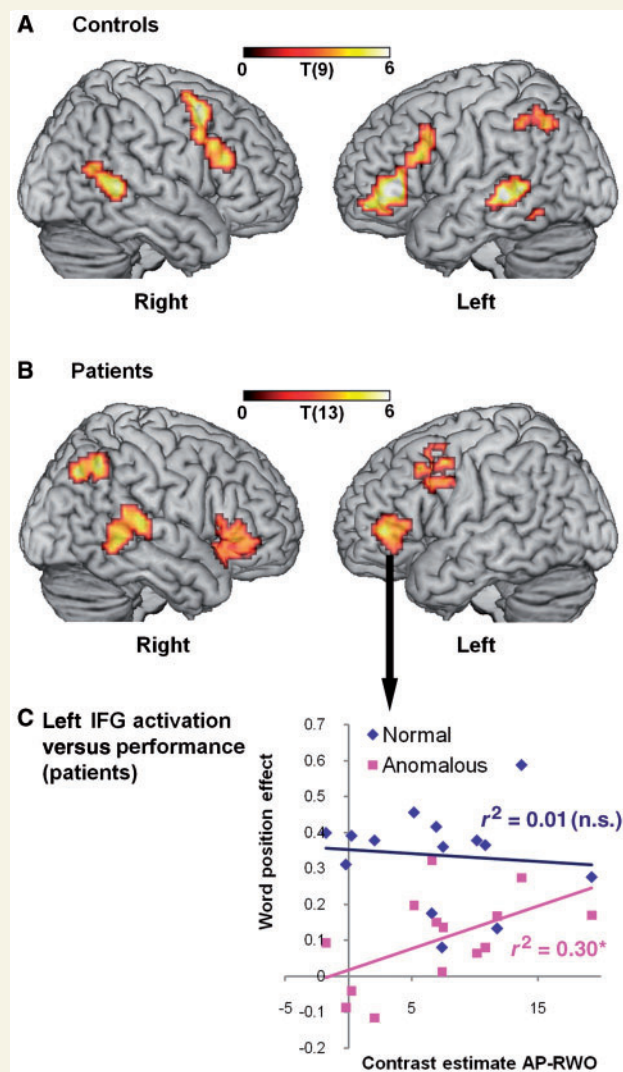 A Controls
0 6
T(9)
Right Left
B Patients
0 6
T(13)
Right Left
C Left IFG activation
versus performance
(patients)
Word position effect
0.7
0.6
0.5
0.4
0.3
0.2
0.1
0
-0.1
-0.2
Normal
Anomalous
r² = 0.01 (n.s.)
r² = 0.30*
-5 5 15
Contrast estimate AP-RWO